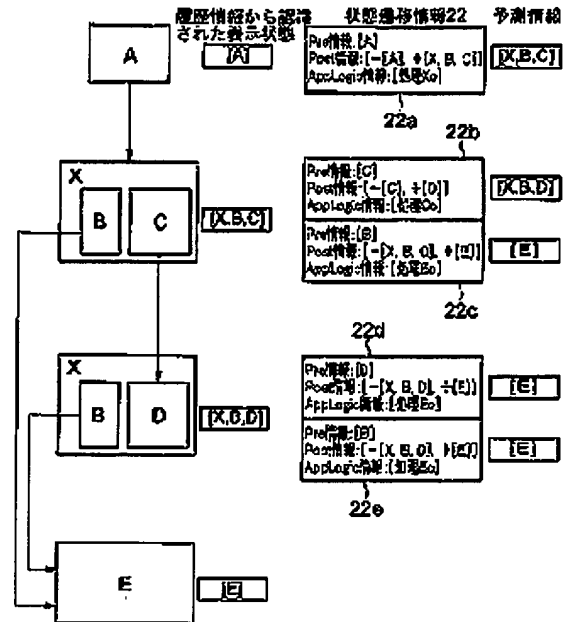 履歴情報から認識
された表示状態
状態遷移情報22
予測情報
A
[A]
Pre情報:[A]
Post情報:[-[A], +[X, B, C]]
AppLogic情報:[処理Xo]
[X,B,C]
22a
22b
X
B
C
[X,B,C]
Pre情報:[C]
Post情報:[-[C], +[D]]
AppLogic情報:[処理Co]
[X,B,D]
Pre情報:[B]
Post情報:[-[X, B, C], +[E]]
AppLogic情報:[処理Eo]
[E]
22c
22d
X
B
D
[X,B,D]
Pre情報:[D]
Post情報:[-[X, B, D], +[E]]
AppLogic情報:[処理Eo]
[E]
Pre情報:[B]
Post情報:[-[X, B, D], +[E]]
AppLogic情報:[処理Eo]
[E]
22e
E
[E]